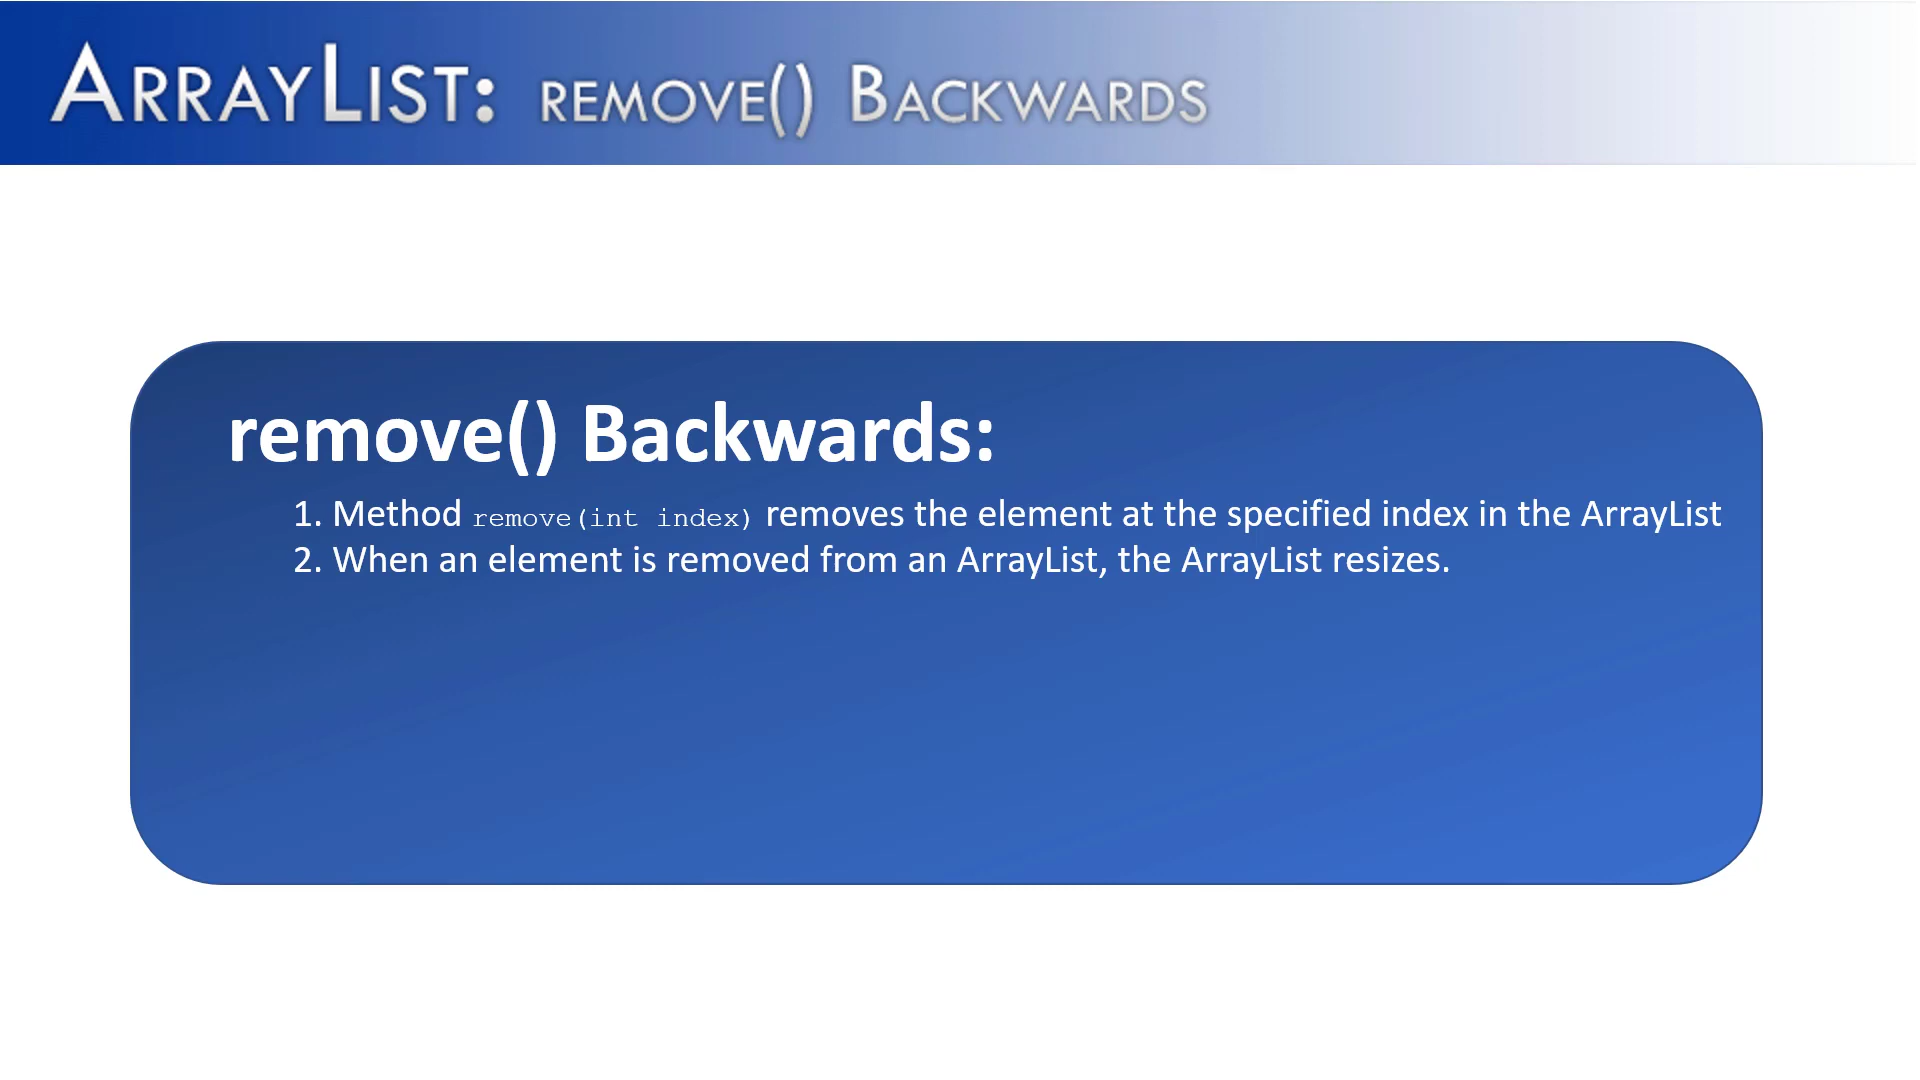 ArrayList: remove() Backwards
remove() Backwards:
1. Method remove(int index) removes the element at the specified index in the ArrayList
2. When an element is removed from an ArrayList, the ArrayList resizes.